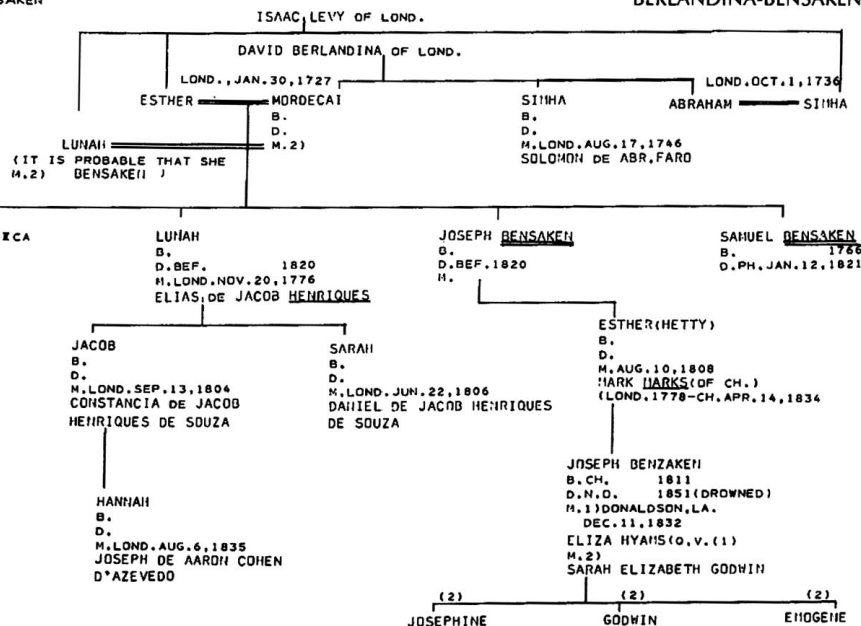 BERLANDINA-BENSAKEN
ISAAC LEVY OF LOND.
DAVID BERLANDINA OF LOND.
LOND.,JAN.30,1727
LOND.OCT.1,1736
ESTHER MORDECAI
B.
D.
M.2)
SIMHA
B.
D.
M.LOND.AUG.17,1746
SOLOMON DE ABR.FARO
ABRAHAM SIMHA
LUNAH
(IT IS PROBABLE THAT SHE
M.2) BENSAKEN )
ICA
LUNAH
B.
D.BEF. 1820
M.LOND.NOV.20,1776
ELIAS DE JACOB HENRIQUES
JOSEPH BENSAKEN
B.
D.BEF.1820
M.
SAMUEL BENSAKEN
B. 1766
D.PH.JAN.12,1821
JACOB
B.
D.
M.LOND.SEP.13,1804
CONSTANCIA DE JACOB
HENRIQUES DE SOUZA
SARAH
B.
D.
M.LOND.JUN.22,1806
DANIEL DE JACOB HENRIQUES
DE SOUZA
ESTHER(HETTY)
B.
D.
M.AUG.10,1808
MARK MARKS(OF CH.)
(LOND.1778-CH.APR.14,1834
HANNAH
B.
D.
M.LOND.AUG.6,1835
JOSEPH DE AARON COHEN
D'AZEVEDO
JOSEPH BENZAKEN
B.CH. 1811
D.N.O. 1851(DROWNED)
M.1)DONALDSON,LA.
DEC.11,1832
ELIZA HYAMS(Q.V.(1)
M.2)
SARAH ELIZABETH GODWIN
(2) (2) (2)
JOSEPHINE GODWIN EMOGENE